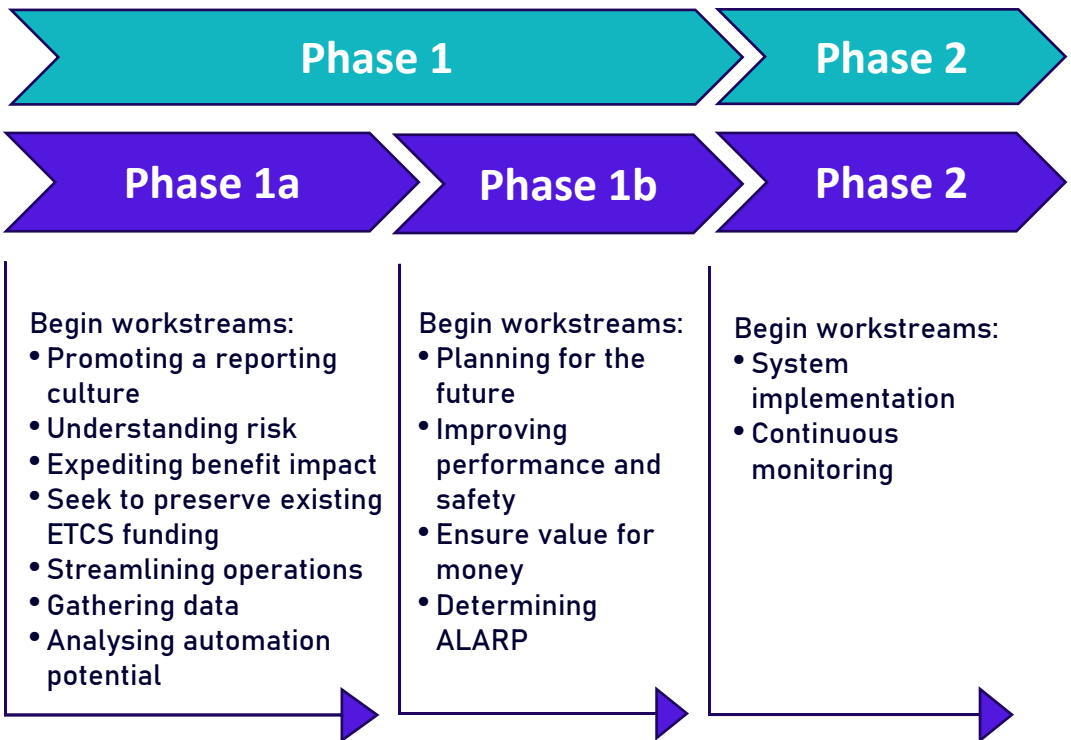 Phase 1
Phase 2
Phase 1a
Phase 1b
Phase 2
Begin workstreams:
• Promoting a reporting
culture
• Understanding risk
• Expediting benefit impact
• Seek to preserve existing
ETCS funding
• Streamlining operations
• Gathering data
• Analysing automation
potential
Begin workstreams:
• Planning for the
future
• Improving
performance and
safety
• Ensure value for
money
• Determining
ALARP
Begin workstreams:
• System
implementation
• Continuous
monitoring